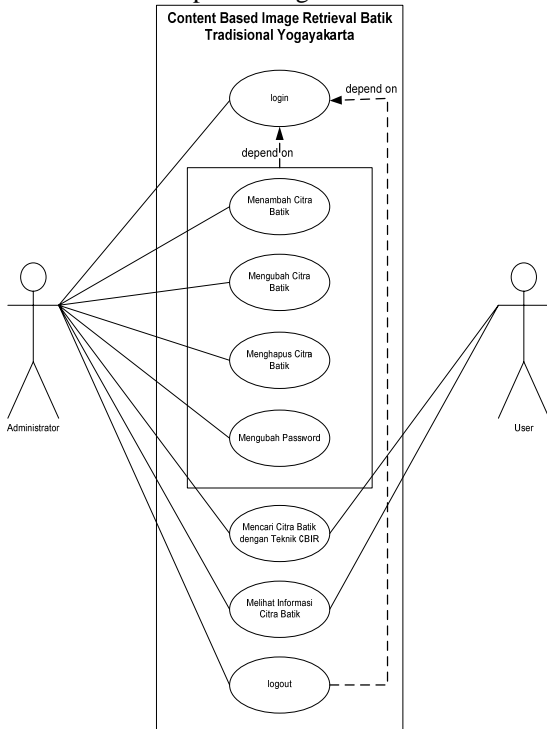 Content Based Image Retrieval Batik
Tradisional Yogayakarta
login
depend on
depend on
Menambah Citra
Batik
Mengubah Citra
Batik
Menghapus Citra
Batik
Mengubah Password
Administrator
User
Mencari Citra Batik
dengan Teknik CBIR
Melihat Informasi
Citra Batik
logout